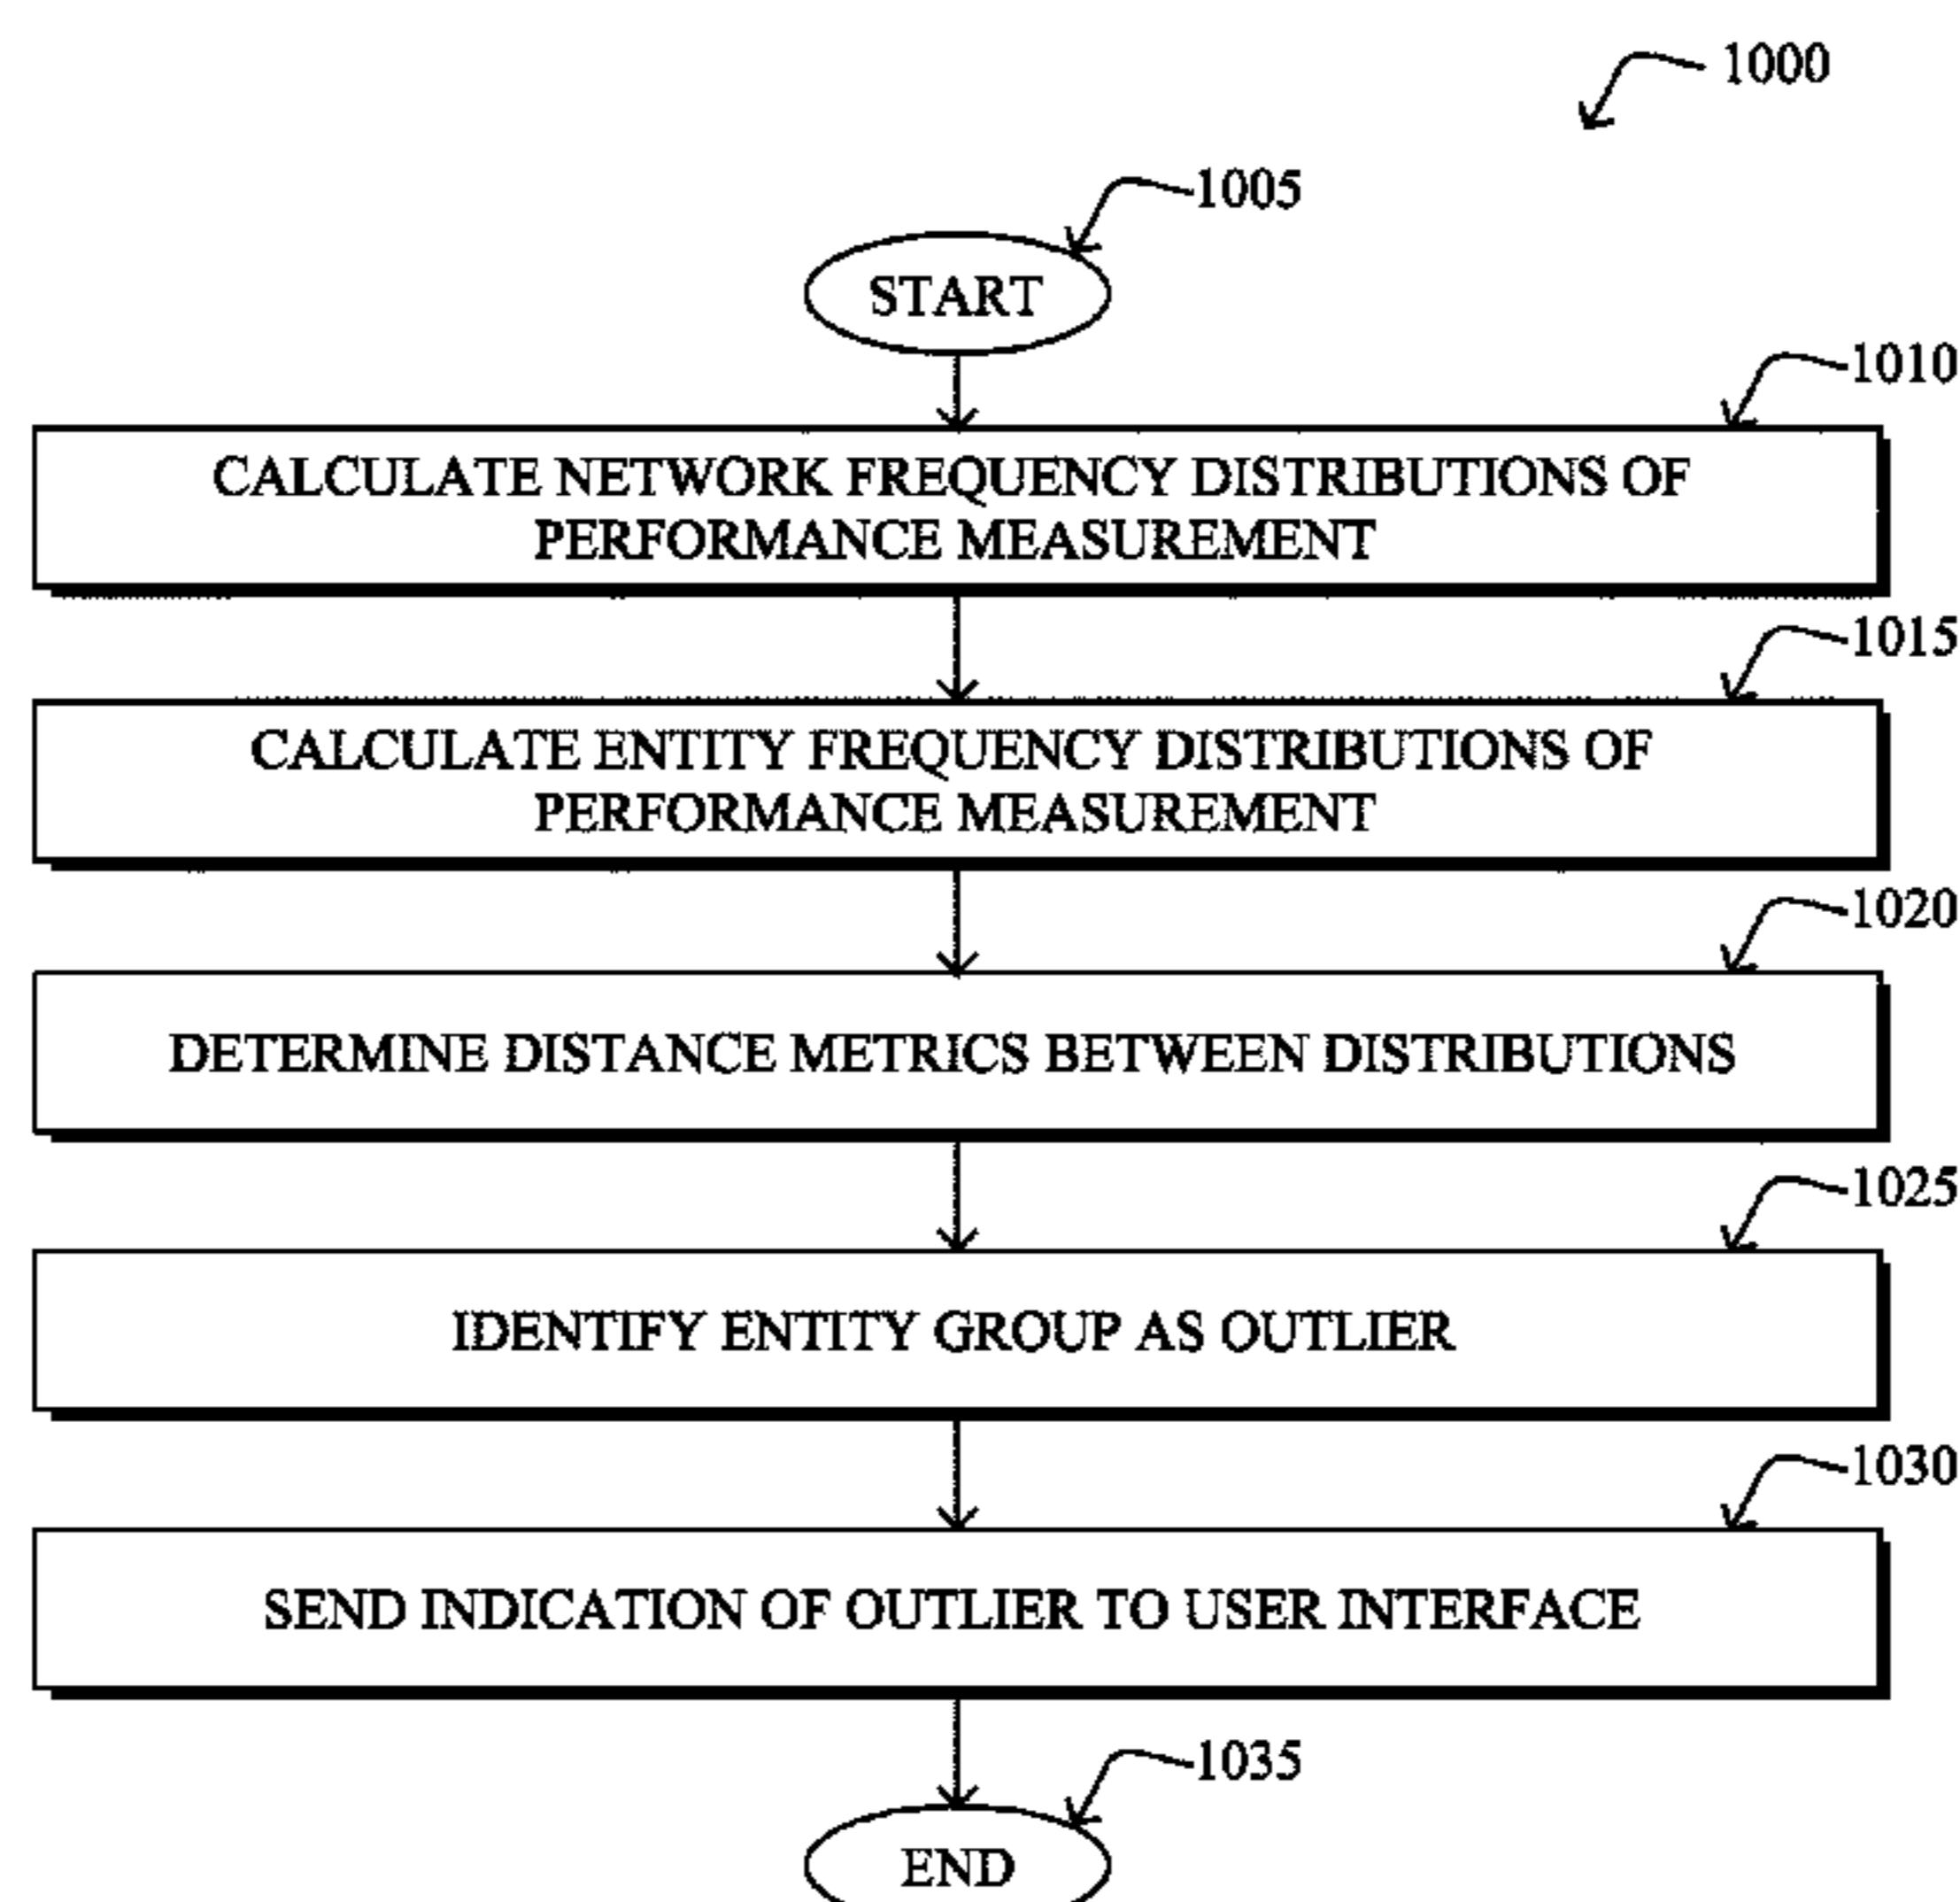 1000
1005
START
1010
CALCULATE NETWORK FREQUENCY DISTRIBUTIONS OF
PERFORMANCE MEASUREMENT
1015
CALCULATE ENTITY FREQUENCY DISTRIBUTIONS OF
PERFORMANCE MEASUREMENT
1020
DETERMINE DISTANCE METRICS BETWEEN DISTRIBUTIONS
1025
IDENTIFY ENTITY GROUP AS OUTLIER
1030
SEND INDICATION OF OUTLIER TO USER INTERFACE
1035
END